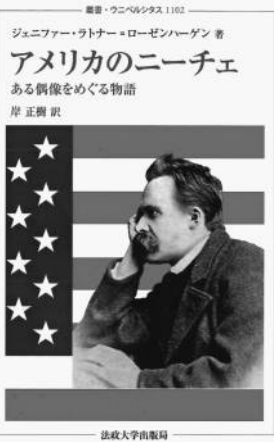 叢書・ウニベルシタス 1102
ジェニファー・ラトナー=ローゼンハーゲン 著
アメリカのニーチェ
ある偶像をめぐる物語
岸 正樹 訳
法政大学出版局